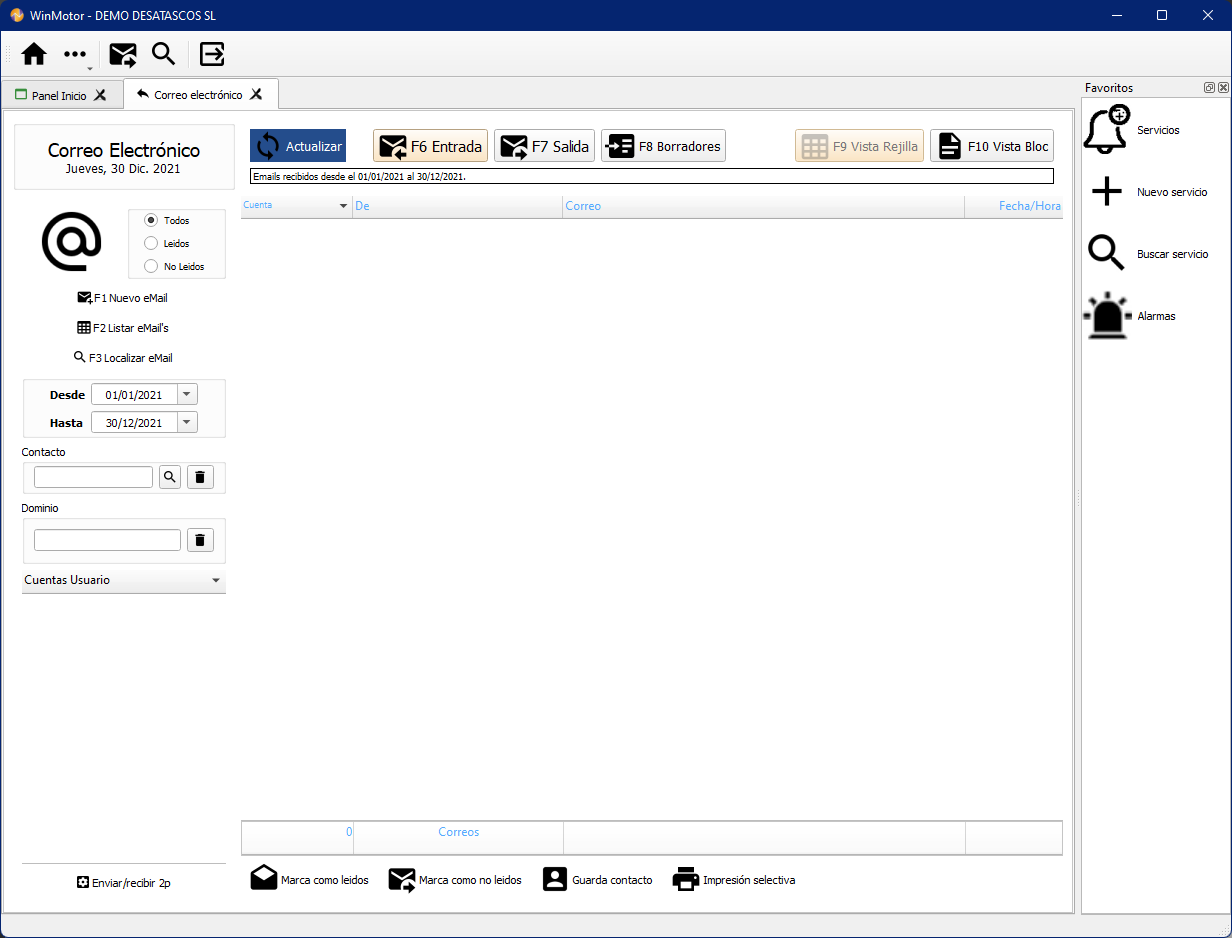 WinMotor - DEMO DESATASCOS SL
Panel Inicio
Correo electrónico
Favoritos
Correo Electrónico
Jueves, 30 Dic. 2021
Actualizar
F6 Entrada
F7 Salida
F8 Borradores
F9 Vista Rejilla
F10 Vista Bloc
Emails recibidos desde el 01/01/2021 al 30/12/2021.
Cuenta
De
Correo
Fecha/Hora
Todos
Leidos
No Leidos
F1 Nuevo eMail
F2 Listar eMail's
F3 Localizar eMail
Desde 01/01/2021
Hasta 30/12/2021
Contacto
Dominio
Cuentas Usuario
Enviar/recibir 2p
0 Correos
Marca como leidos
Marca como no leidos
Guarda contacto
Impresión selectiva
Servicios
Nuevo servicio
Buscar servicio
Alarmas